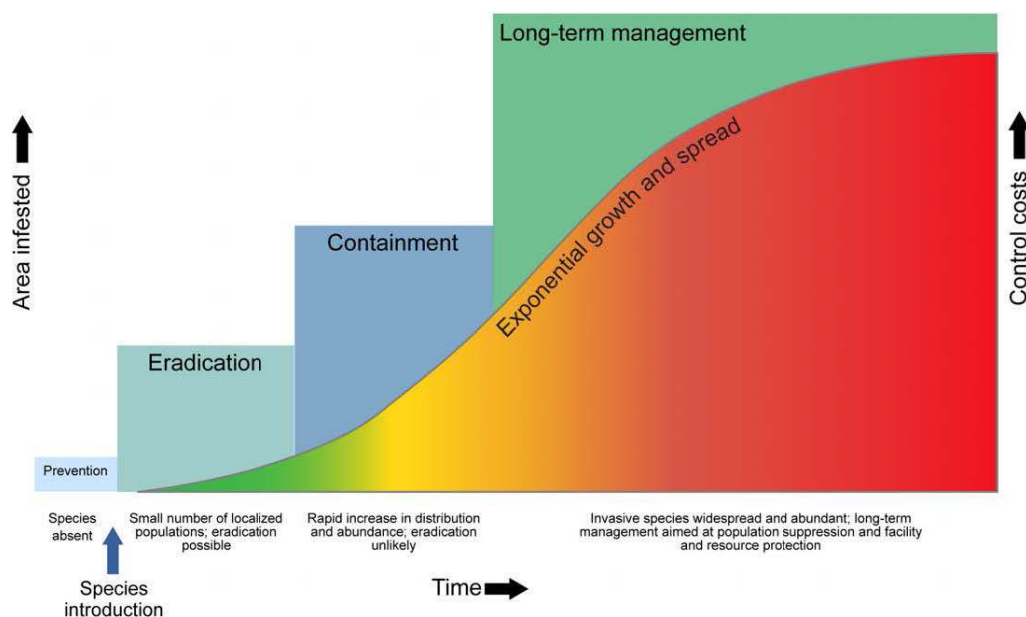 Long-term management
Area infested
Control costs
Exponential growth and spread
Containment
Eradication
Prevention
Species
absent
Small number of localized
populations; eradication
possible
Rapid increase in distribution
and abundance; eradication
unlikely
Invasive species widespread and abundant; long-term
management aimed at population suppression and facility
and resource protection
Species
introduction
Time